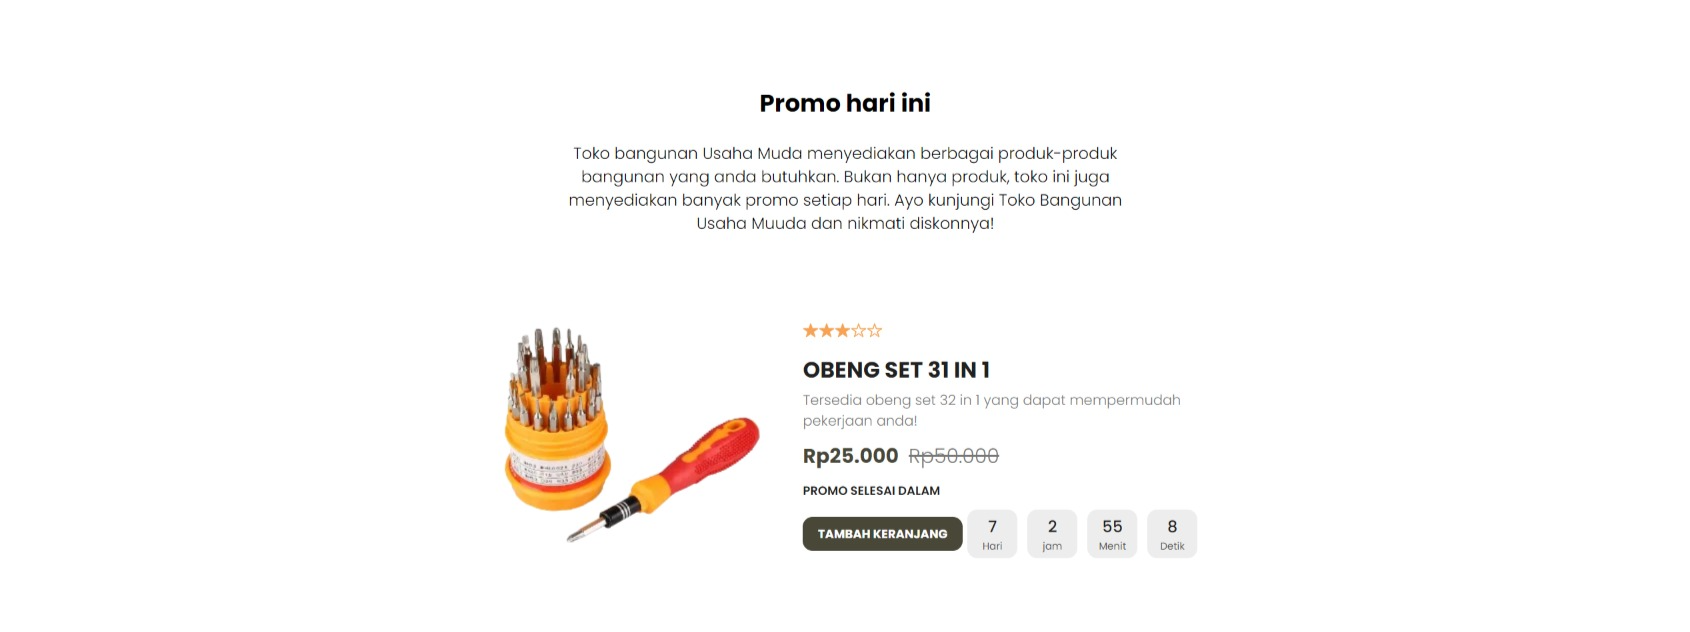 Promo hari ini
Toko bangunan Usaha Muda menyediakan berbagai produk-produk
bangunan yang anda butuhkan. Bukan hanya produk, toko ini juga
menyediakan banyak promo setiap hari. Ayo kunjungi Toko Bangunan
Usaha Muuda dan nikmati diskonnya!
OBENG SET 31 IN 1
Tersedia obeng set 32 in 1 yang dapat mempermudah
pekerjaan anda!
Rp25.000 Rp50.000
PROMO SELESAI DALAM
TAMBAH KERANJANG
7 2 55 8
Hari jam Menit Detik